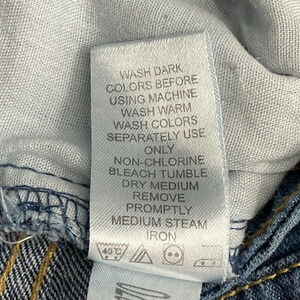 WASH DARK
COLORS BEFORE
USING MACHINE
WASH WARM
WASH COLORS
SEPARATELY USE
ONLY
NON-CHLORINE
BLEACH TUMBLE
DRY MEDIUM
REMOVE
PROMPTLY
MEDIUM STEAM
IRON
40°C